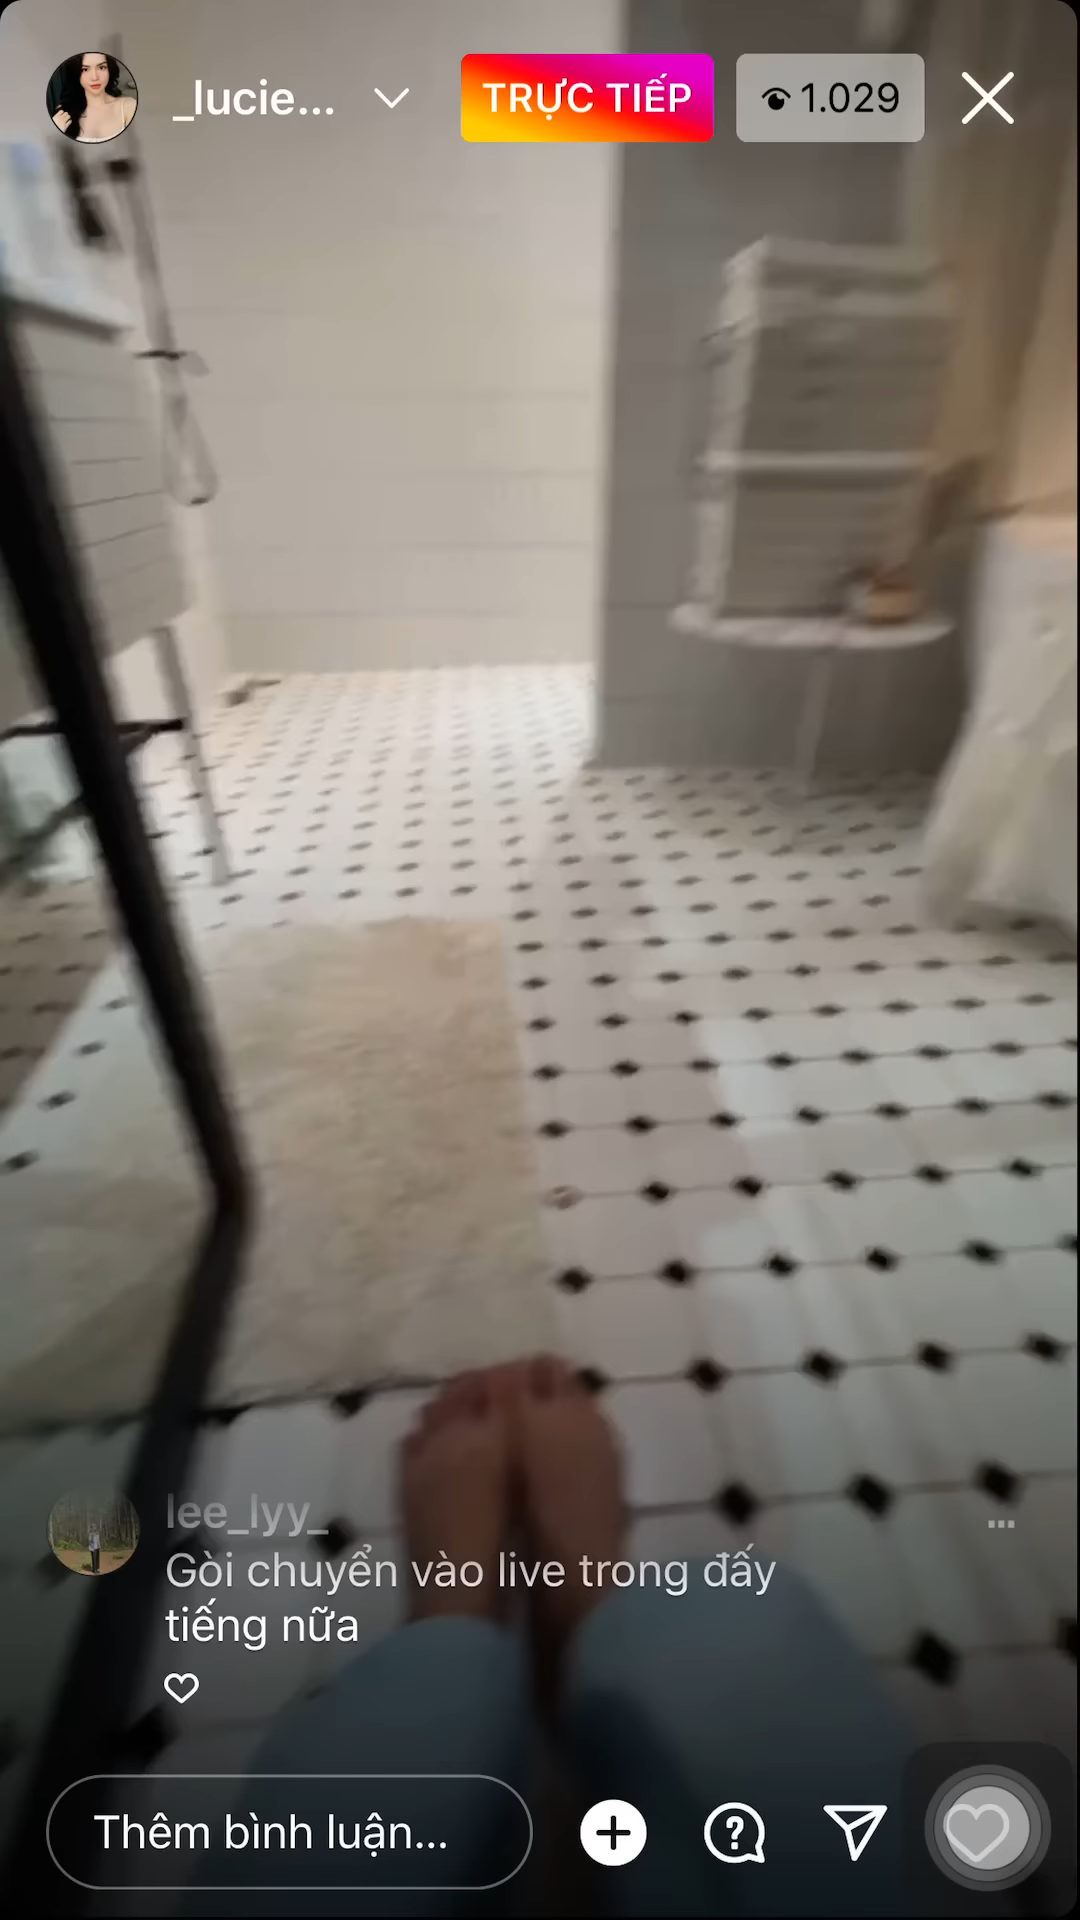 _lucie...
TRỰC TIẾP
1.029
lee_lyy_
Gòi chuyển vào live trong đấy
tiếng nữa
Thêm bình luận...